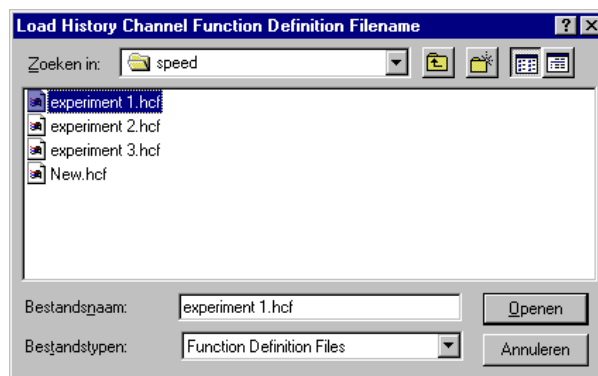 Load History Channel Function Definition Filename
Zoeken in: speed
experiment 1.hcf
experiment 2.hcf
experiment 3.hcf
New.hcf
Bestandsnaam: experiment 1.hcf Openen
Bestandstypen: Function Definition Files Annuleren